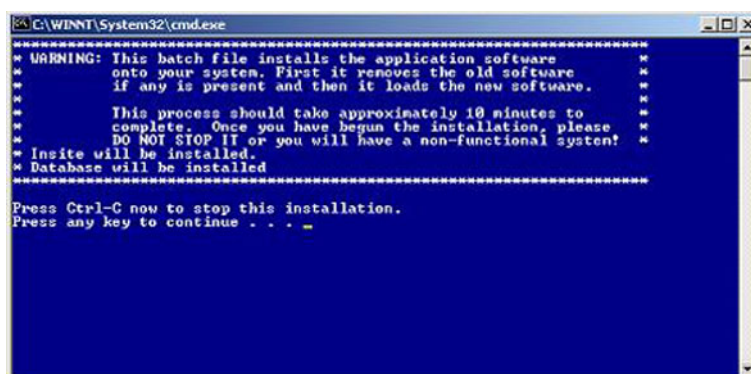 C:\WINNT\System32\cmd.exe
******************************************************************************
* WARNING: This batch file installs the application software *
* onto your system. First it removes the old software *
* if any is present and then it loads the new software. *
* *
* This process should take approximately 10 minutes to *
* complete. Once you have begun the installation, please *
* DO NOT STOP IT or you will have a non-functional system! *
* Insite will be installed.
* Database will be installed
******************************************************************************
Press Ctrl-C now to stop this installation.
Press any key to continue . . .